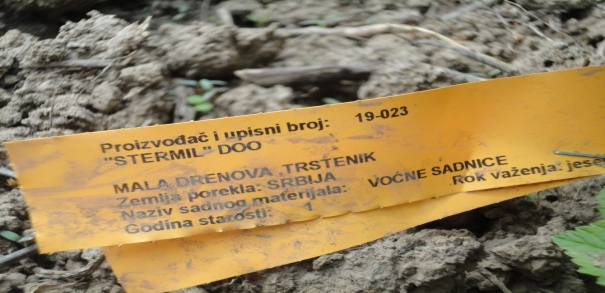 Proizvođač i upisni broj: 19-023
"STERMIL" DOO
MALA DRENOVA ,TRSTENIK
Zemlja porekla: SRBIJA
Naziv sadnog materijala: VOĆNE SADNICE
Godina starosti: 1 Rok važenja: jese